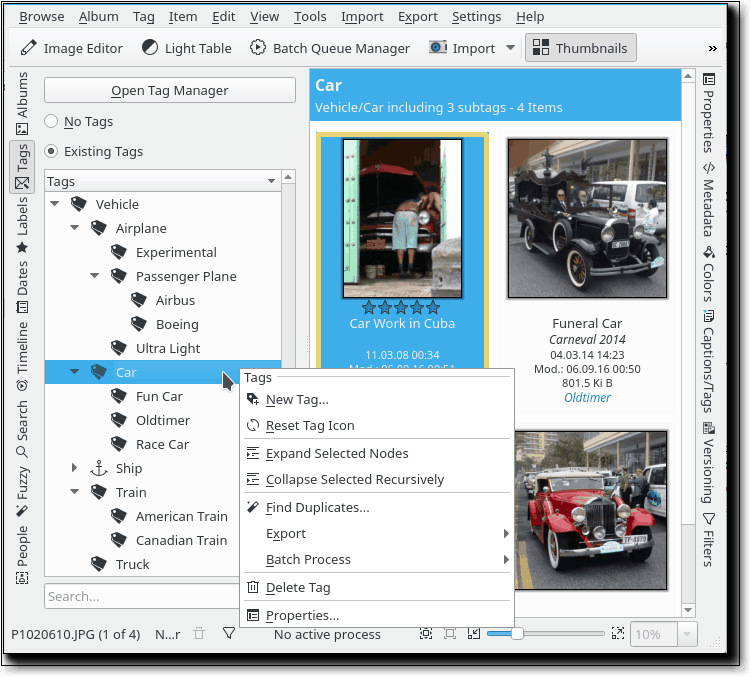 Browse Album Tag Item Edit View Tools Import Export Settings Help
Image Editor Light Table Batch Queue Manager Import Thumbnails »
Albums
Tags
Labels
Dates
Timeline
Search
Fuzzy
People
Open Tag Manager
No Tags
Existing Tags
Tags
Vehicle
Airplane
Experimental
Passenger Plane
Airbus
Boeing
Ultra Light
Car
Fun Car
Oldtimer
Race Car
Ship
Train
American Train
Canadian Train
Truck
Search...
Car
Vehicle/Car including 3 subtags - 4 Items
Car Work in Cuba
11.03.08 00:34
Funeral Car
Carneval 2014
04.03.14 14:23
Mod.: 06.09.16 00:50
801.5 Ki B
Oldtimer
Tags
New Tag...
Reset Tag Icon
Expand Selected Nodes
Collapse Selected Recursively
Find Duplicates...
Export
Batch Process
Delete Tag
Properties...
Properties
Metadata
Colors
Captions/Tags
Versioning
Filters
P1020610.JPG (1 of 4) N...r No active process 10%